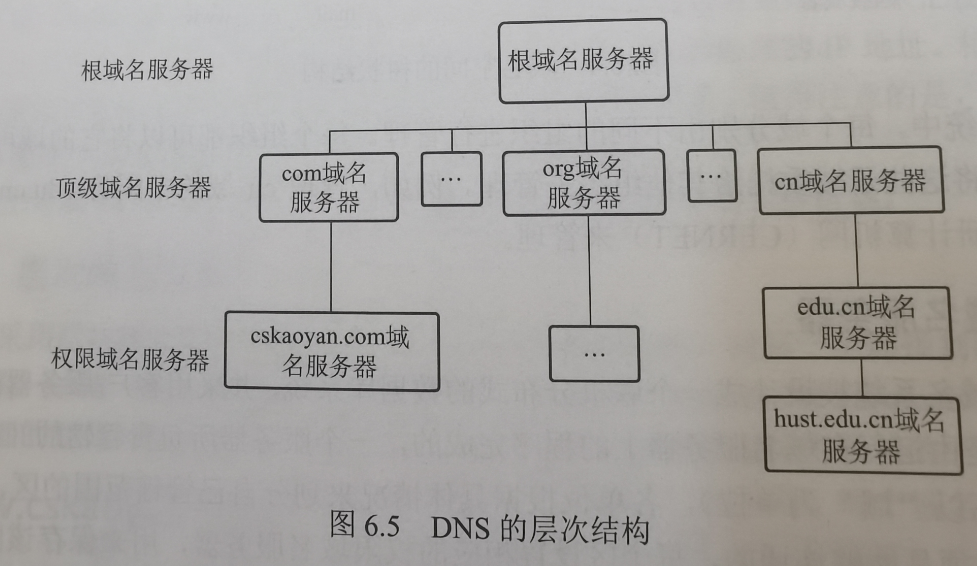 根域名服务器
根域名服务器
顶级域名服务器
com域名
服务器
…
org域名
服务器
…
cn域名服务器
权限域名服务器
cskaoyan.com域
名服务器
…
edu.cn域名
服务器
hust.edu.cn域名
服务器
图 6.5 DNS 的层次结构